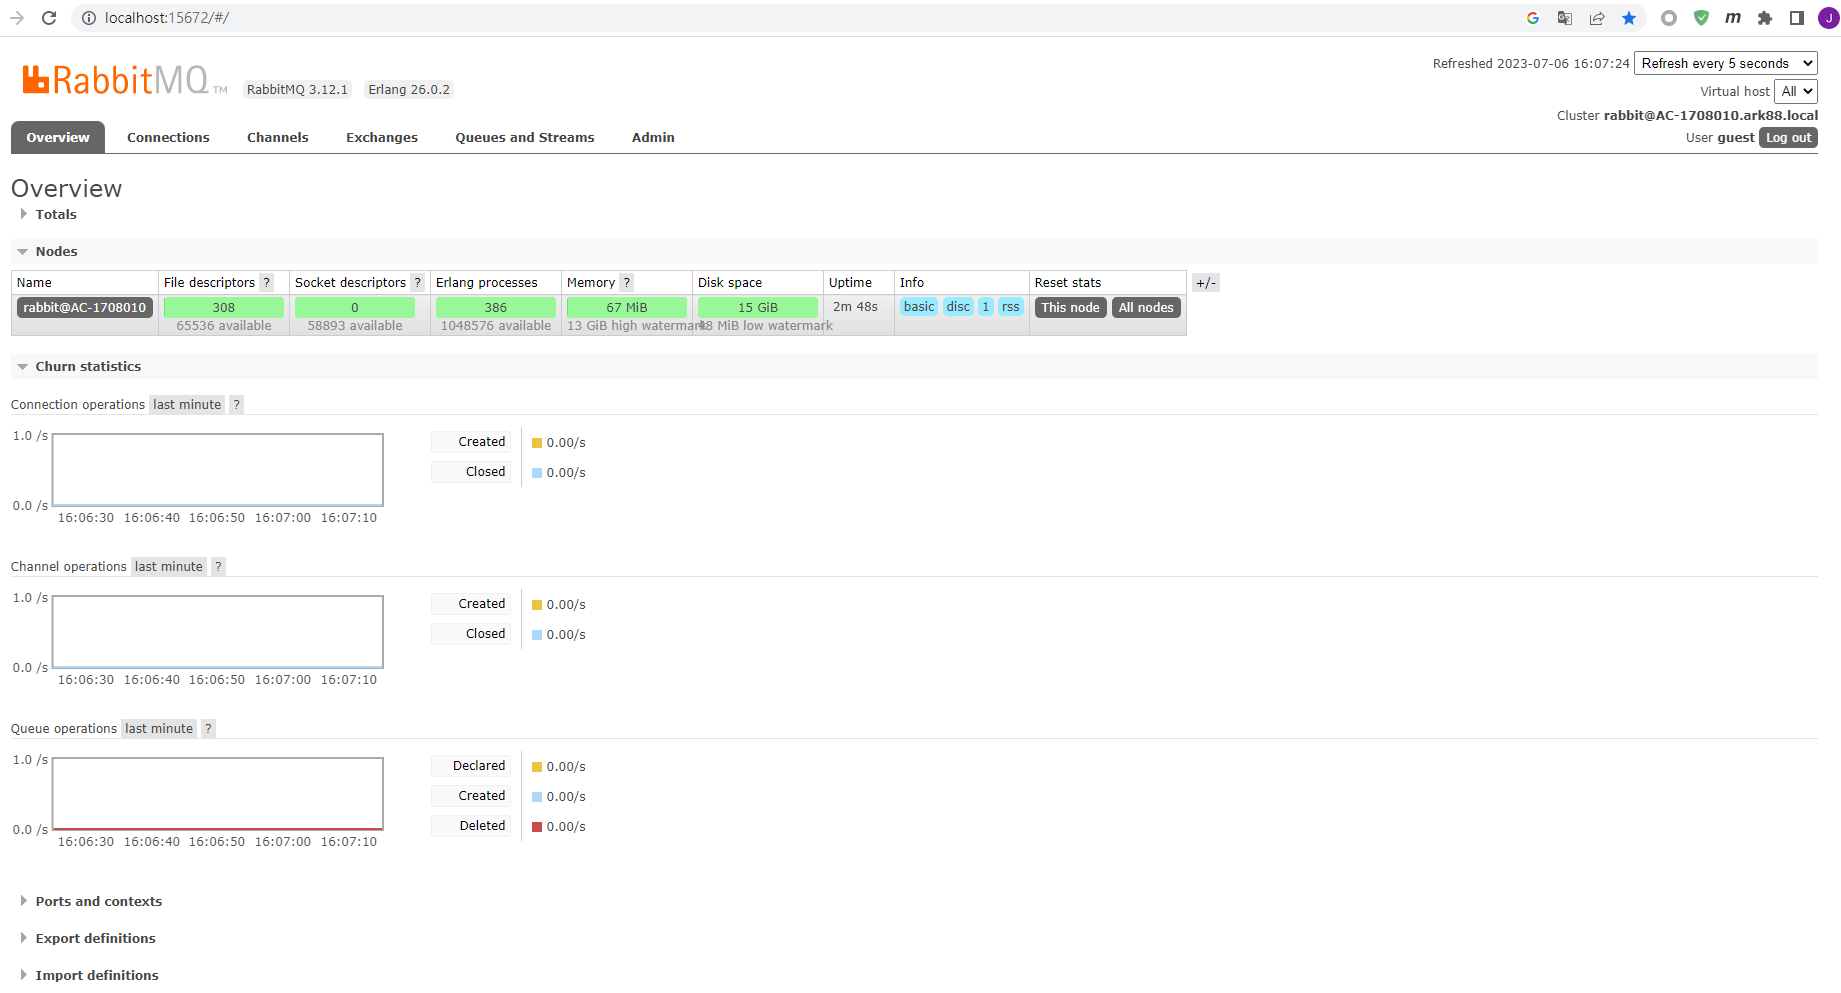 localhost:15672/#/
m
J
RabbitMQ TM
RabbitMQ 3.12.1 Erlang 26.0.2
Refreshed 2023-07-06 16:07:24 Refresh every 5 seconds
Virtual host All
Cluster rabbit@AC-1708010.ark88.local
User guest Log out
Overview Connections Channels Exchanges Queues and Streams Admin
Overview
Totals
Nodes
Name File descriptors ? Socket descriptors ? Erlang processes Memory ? Disk space Uptime Info Reset stats +/-
rabbit@AC-1708010 308 0 386 67 MiB 15 GiB 2m 48s basic disc 1 rss This node All nodes
65536 available 58893 available 1048576 available 13 GiB high watermark 48 MiB low watermark
Churn statistics
Connection operations last minute ?
1.0 /s
0.0 /s
16:06:30 16:06:40 16:06:50 16:07:00 16:07:10
Created 0.00/s
Closed 0.00/s
Channel operations last minute ?
1.0 /s
0.0 /s
16:06:30 16:06:40 16:06:50 16:07:00 16:07:10
Created 0.00/s
Closed 0.00/s
Queue operations last minute ?
1.0 /s
0.0 /s
16:06:30 16:06:40 16:06:50 16:07:00 16:07:10
Declared 0.00/s
Created 0.00/s
Deleted 0.00/s
Ports and contexts
Export definitions
Import definitions